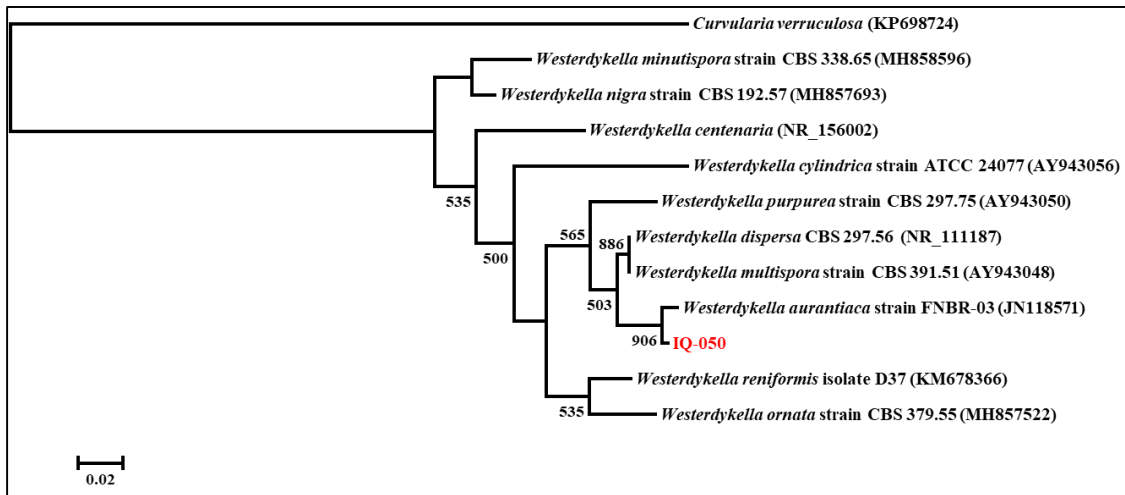 Curvularia verruculosa (KP698724)
Westerdykella minutispora strain CBS 338.65 (MH858596)
Westerdykella nigra strain CBS 192.57 (MH857693)
Westerdykella centenaria (NR_156002)
Westerdykella cylindrica strain ATCC 24077 (AY943056)
535
Westerdykella purpurea strain CBS 297.75 (AY943050)
565
Westerdykella dispersa CBS 297.56 (NR_111187)
886
500
Westerdykella multispora strain CBS 391.51 (AY943048)
503
Westerdykella aurantiaca strain FNBR-03 (JN118571)
906
IQ-050
Westerdykella reniformis isolate D37 (KM678366)
535
Westerdykella ornata strain CBS 379.55 (MH857522)
0.02